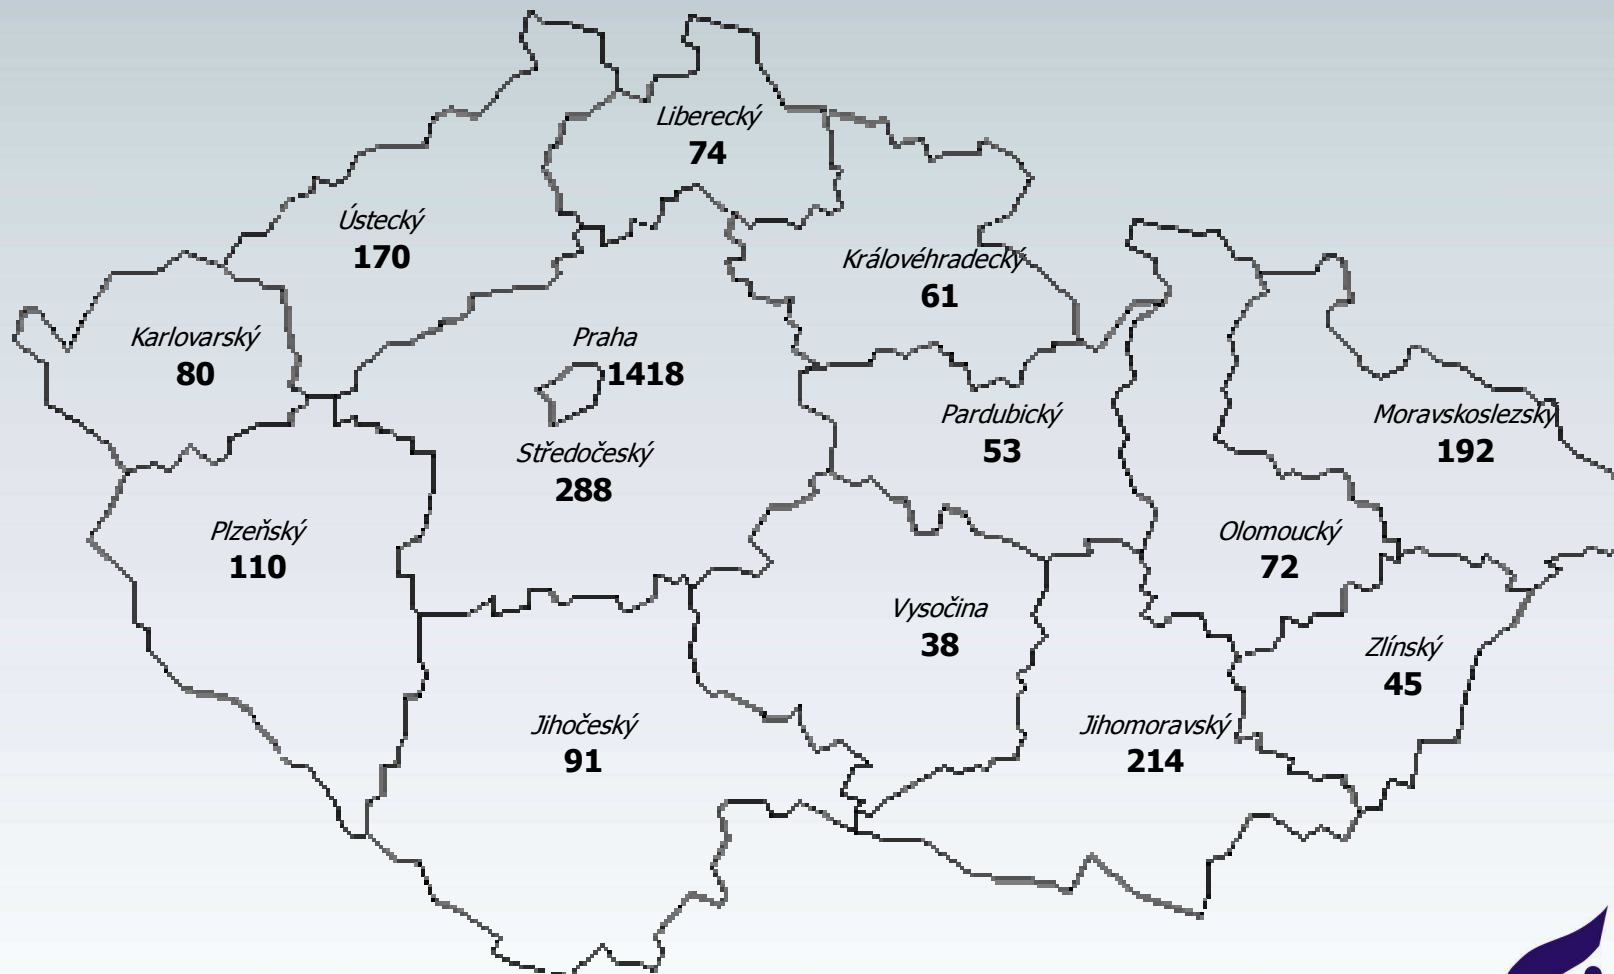 Liberecký
74
Ústecký
170
Královéhradecký
61
Karlovarský
80
Praha
1418
Pardubický
53
Moravskoslezský
192
Středočeský
288
Plzeňský
110
Olomoucký
72
Vysočina
38
Zlínský
45
Jihočeský
91
Jihomoravský
214